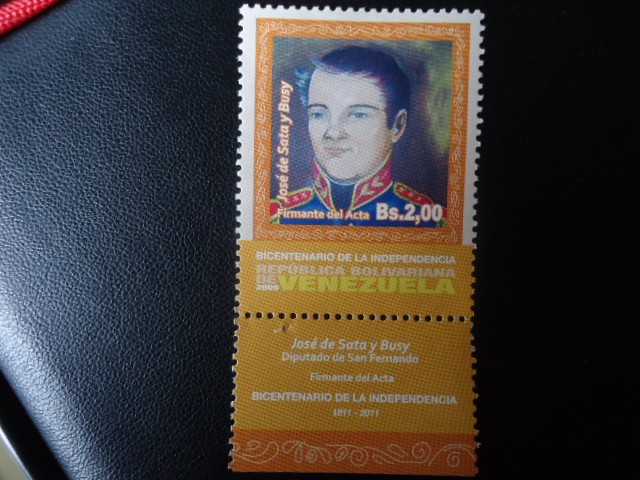 José de Sata y Busy
Firmante del Acta Bs.2,00
BICENTENARIO DE LA INDEPENDENCIA
REPÚBLICA BOLIVARIANA
DE VENEZUELA
2009
José de Sata y Busy
Diputado de San Fernando
Firmante del Acta
BICENTENARIO DE LA INDEPENDENCIA
1811 - 2011